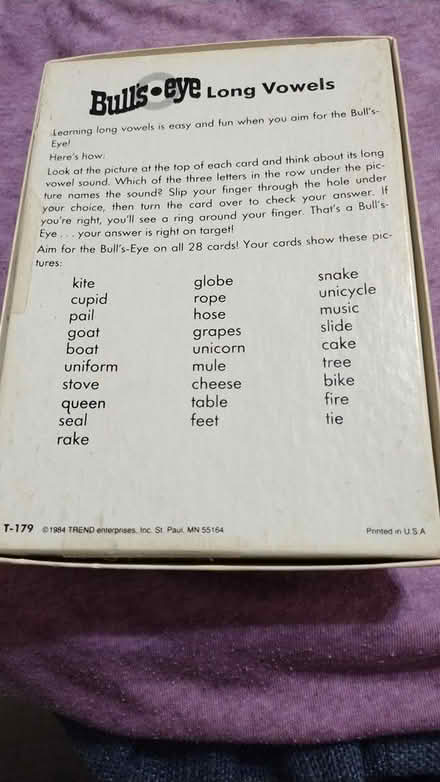 Bull's•eye Long Vowels
Learning long vowels is easy and fun when you aim for the Bull's-
Eye!
Here's how:
Look at the picture at the top of each card and think about its long
vowel sound. Which of the three letters in the row under the pic-
ture names the sound? Slip your finger through the hole under
your choice, then turn the card over to check your answer. If
you're right, you'll see a ring around your finger. That's a Bull's-
Eye . . . your answer is right on target!
Aim for the Bull's-Eye on all 28 cards! Your cards show these pic-
tures:
kite
cupid
pail
goat
boat
uniform
stove
queen
seal
rake
globe
rope
hose
grapes
unicorn
mule
cheese
table
feet
snake
unicycle
music
slide
cake
tree
bike
fire
tie
T-179 ©1984 TREND enterprises, Inc. St. Paul, MN 55164
Printed in U.S.A